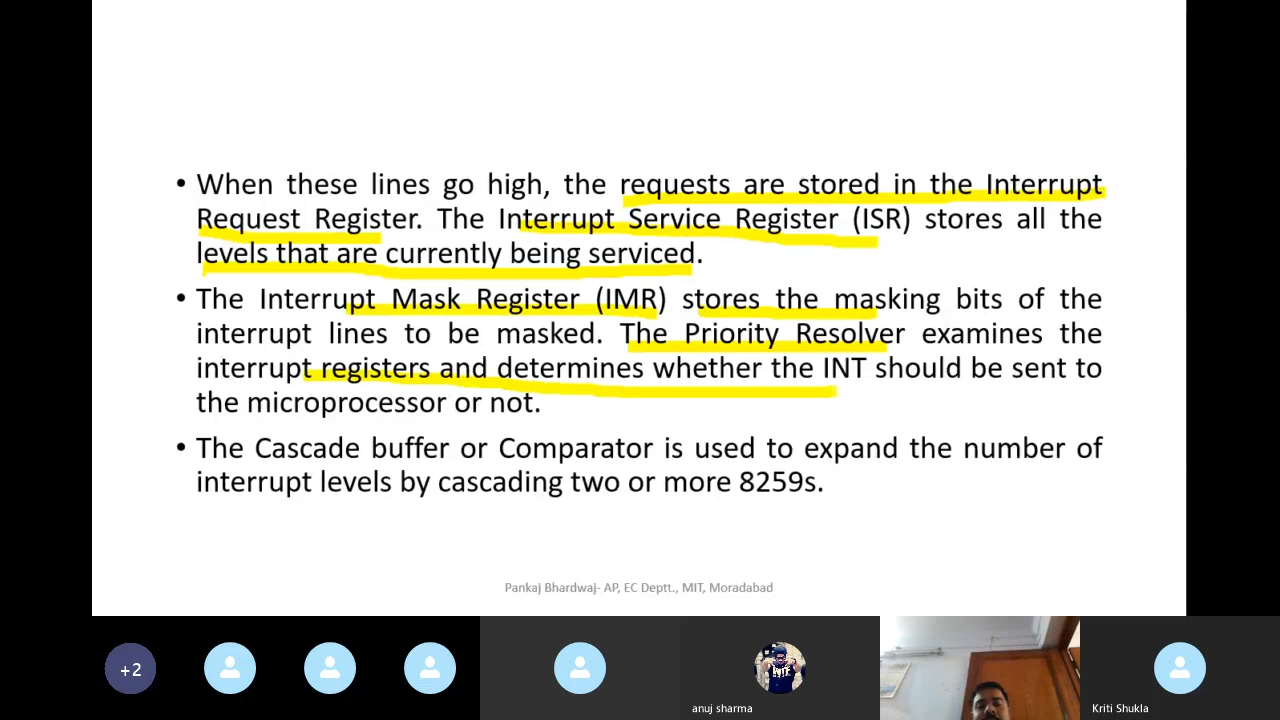 • When these lines go high, the requests are stored in the Interrupt
Request Register. The Interrupt Service Register (ISR) stores all the
levels that are currently being serviced.
• The Interrupt Mask Register (IMR) stores the masking bits of the
interrupt lines to be masked. The Priority Resolver examines the
interrupt registers and determines whether the INT should be sent to
the microprocessor or not.
• The Cascade buffer or Comparator is used to expand the number of
interrupt levels by cascading two or more 8259s.
Pankaj Bhardwaj- AP, EC Deptt., MIT, Moradabad
+2
anuj sharma
Kriti Shukla